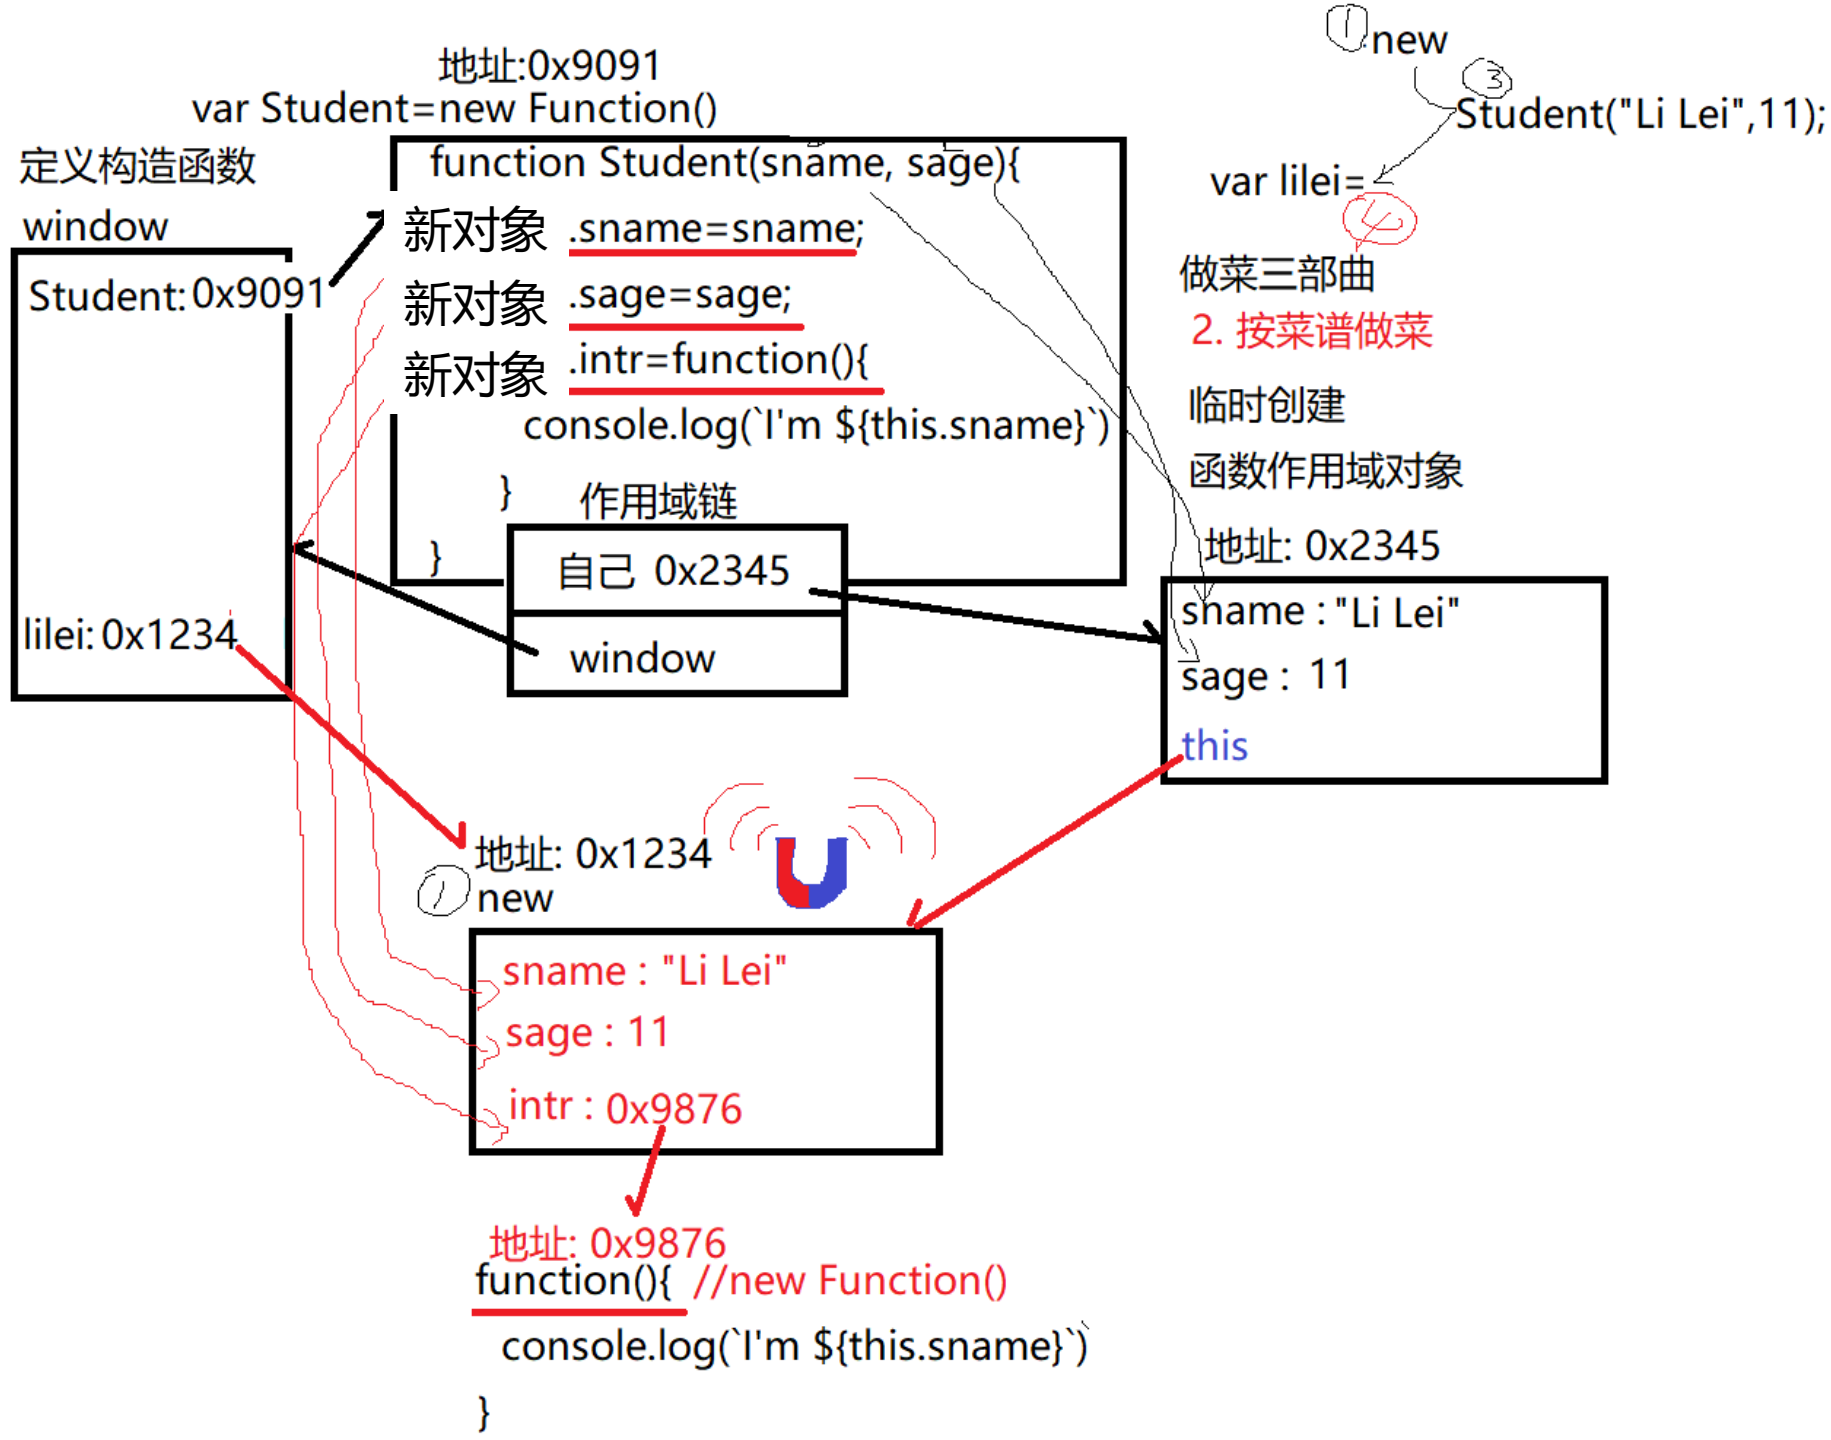 地址:0x9091
var Student=new Function()
定义构造函数
window
Student:0x9091
lilei:0x1234
function Student(sname, sage){
新对象 .sname=sname;
新对象 .sage=sage;
新对象 .intr=function(){
console.log(`I'm ${this.sname}`)
}
}
作用域链
自己 0x2345
window
① new
③
Student("Li Lei",11);
var lilei=
④
做菜三部曲
2. 按菜谱做菜
临时创建
函数作用域对象
地址: 0x2345
sname : "Li Lei"
sage : 11
this
地址: 0x1234
① new
sname : "Li Lei"
sage : 11
intr : 0x9876
地址: 0x9876
function(){ //new Function()
console.log(`I'm ${this.sname}`)
}